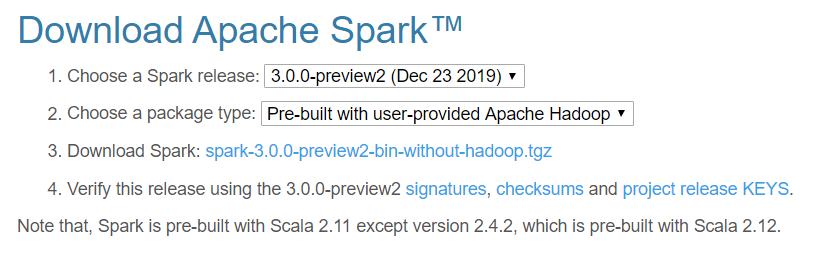 Download Apache Spark™
1. Choose a Spark release: 3.0.0-preview2 (Dec 23 2019)
2. Choose a package type: Pre-built with user-provided Apache Hadoop
3. Download Spark: spark-3.0.0-preview2-bin-without-hadoop.tgz
4. Verify this release using the 3.0.0-preview2 signatures, checksums and project release KEYS.
Note that, Spark is pre-built with Scala 2.11 except version 2.4.2, which is pre-built with Scala 2.12.